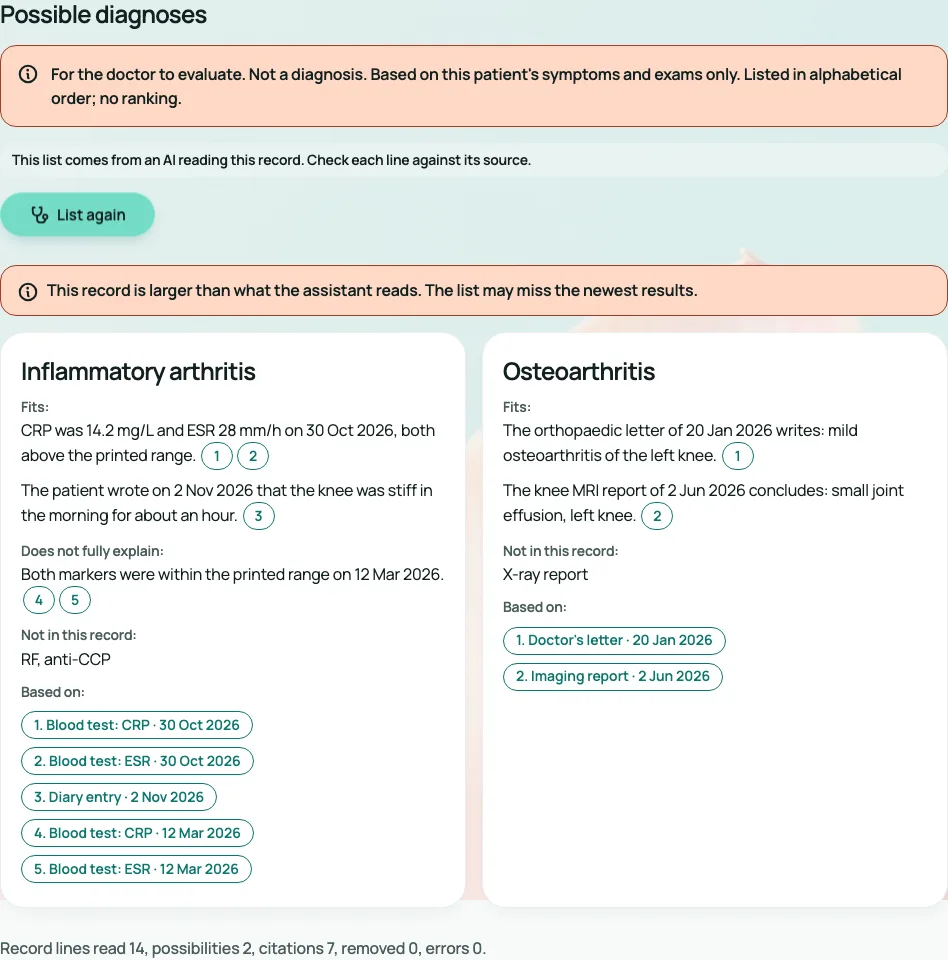 Possible diagnoses
For the doctor to evaluate. Not a diagnosis. Based on this patient's symptoms and exams only. Listed in alphabetical
order; no ranking.
This list comes from an AI reading this record. Check each line against its source.
List again
This record is larger than what the assistant reads. The list may miss the newest results.
Inflammatory arthritis
Fits:
CRP was 14.2 mg/L and ESR 28 mm/h on 30 Oct 2026, both
above the printed range. 1 2
The patient wrote on 2 Nov 2026 that the knee was stiff in
the morning for about an hour. 3
Does not fully explain:
Both markers were within the printed range on 12 Mar 2026.
4 5
Not in this record:
RF, anti-CCP
Based on:
1. Blood test: CRP · 30 Oct 2026
2. Blood test: ESR · 30 Oct 2026
3. Diary entry · 2 Nov 2026
4. Blood test: CRP · 12 Mar 2026
5. Blood test: ESR · 12 Mar 2026
Osteoarthritis
Fits:
The orthopaedic letter of 20 Jan 2026 writes: mild
osteoarthritis of the left knee. 1
The knee MRI report of 2 Jun 2026 concludes: small joint
effusion, left knee. 2
Not in this record:
X-ray report
Based on:
1. Doctor's letter · 20 Jan 2026
2. Imaging report · 2 Jun 2026
Record lines read 14, possibilities 2, citations 7, removed 0, errors 0.